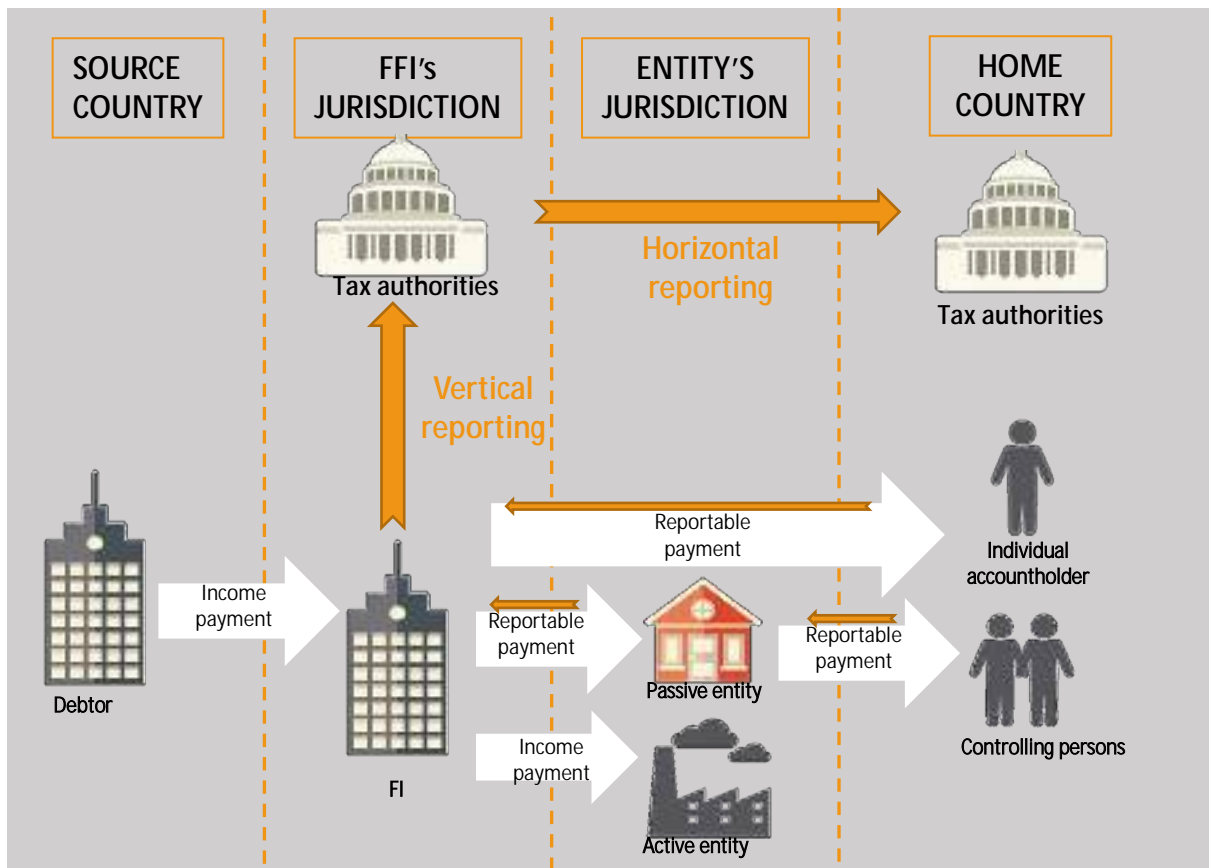 SOURCE
COUNTRY
FFI's
JURISDICTION
ENTITY'S
JURISDICTION
HOME
COUNTRY
Tax authorities
Horizontal
reporting
Tax authorities
Vertical
reporting
Reportable
payment
Individual
accountholder
Income
payment
Reportable
payment
Reportable
payment
Passive entity
Debtor
Controlling persons
Income
payment
FI
Active entity